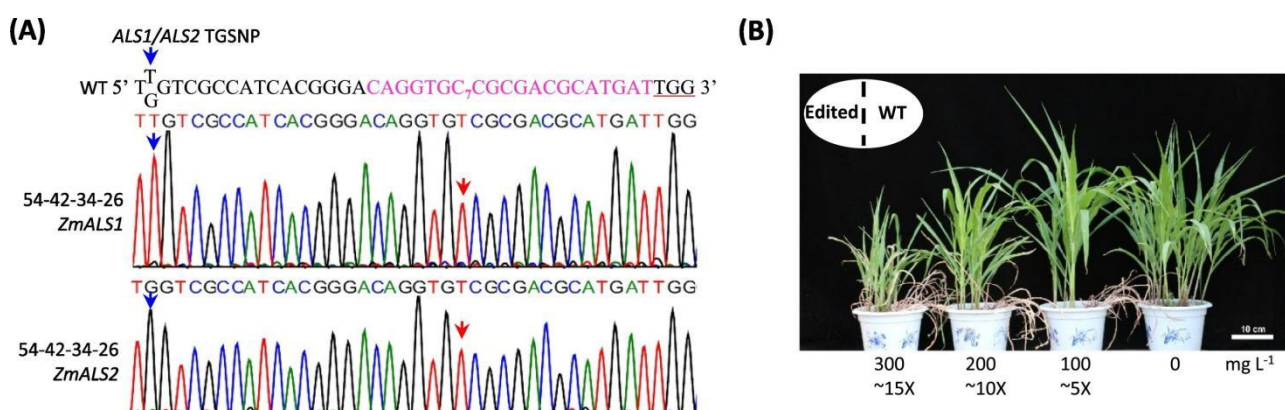 (A)
ALS1/ALS2 TGSNP
T
WT 5' T GTCGCCATCACGGGACAGGTGC₇CGCGACGCATGATTGG 3'
G
TTGTCGCCATCACGGGACAGGTGTCGCGACGCATGATTGG
54-42-34-26
ZmALS1
TGGTCGCCATCACGGGACAGGTGTCGCGACGCATGATTGG
54-42-34-26
ZmALS2
(B)
Edited WT
10 cm
300 200 100 0 mg L⁻¹
~15X ~10X ~5X